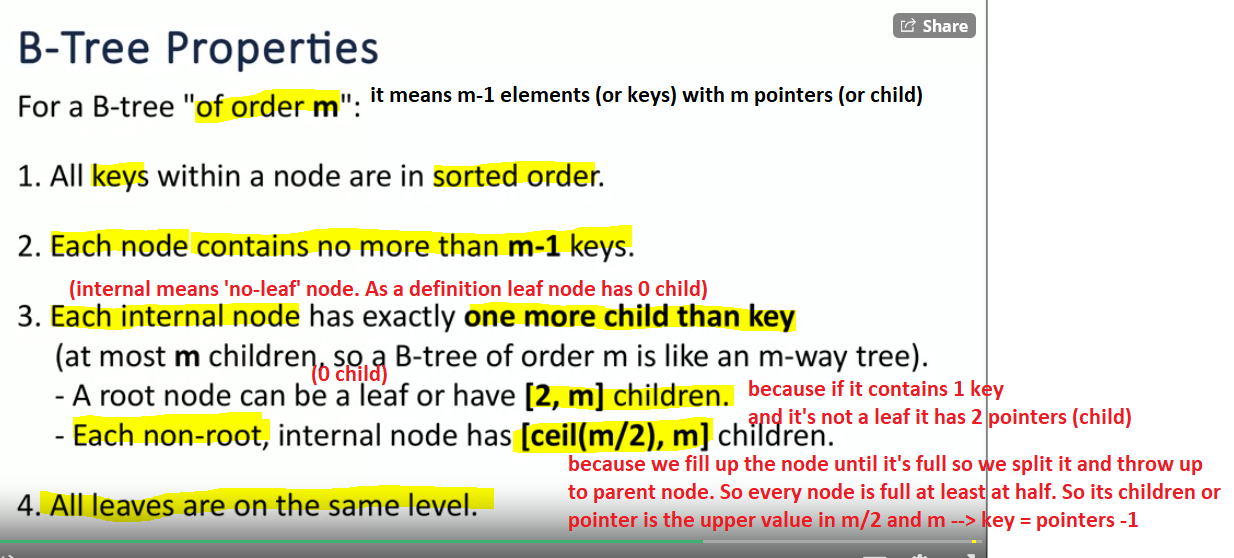 Share
B-Tree Properties
For a B-tree "of order m": it means m-1 elements (or keys) with m pointers (or child)
1. All keys within a node are in sorted order.
2. Each node contains no more than m-1 keys.
(internal means 'no-leaf' node. As a definition leaf node has 0 child)
3. Each internal node has exactly one more child than key
(at most m children, so a B-tree of order m is like an m-way tree).
(0 child)
- A root node can be a leaf or have [2, m] children. because if it contains 1 key
and it's not a leaf it has 2 pointers (child)
- Each non-root, internal node has [ceil(m/2), m] children.
because we fill up the node until it's full so we split it and throw up
to parent node. So every node is full at least at half. So its children or
4. All leaves are on the same level.
pointer is the upper value in m/2 and m --> key = pointers -1